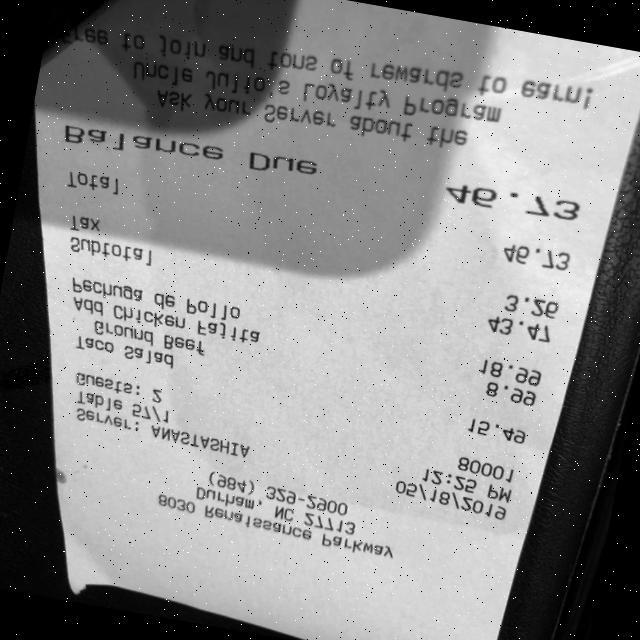 8030 Renaissance Parkway
Durham, NC 27713
(984) 329-2900
Server: ANASTASHIA 05/18/2019
Table 57/1 12:25 PM
Guests: 2 80001
Taco Salad 15.49
Ground Beef
Add Chicken Fajita 8.99
Pechuga de Pollo 18.99
Subtotal 43.47
Tax 3.26
Total 46.73
Balance Due 46.73
Ask your Server about the
Uncle Julio's Loyalty Program
Free to Join and tons of rewards to earn!